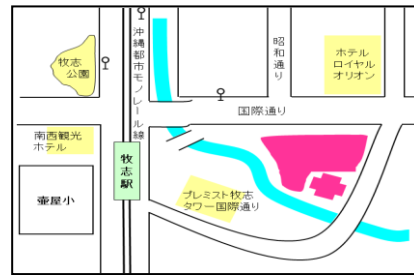 牧志
公園
沖縄都市モノレール線
昭和通り
ホテル
ロイヤル
オリオン
国際通り
南西観光
ホテル
牧志駅
壷屋小
プレミスト牧志
タワー国際通り